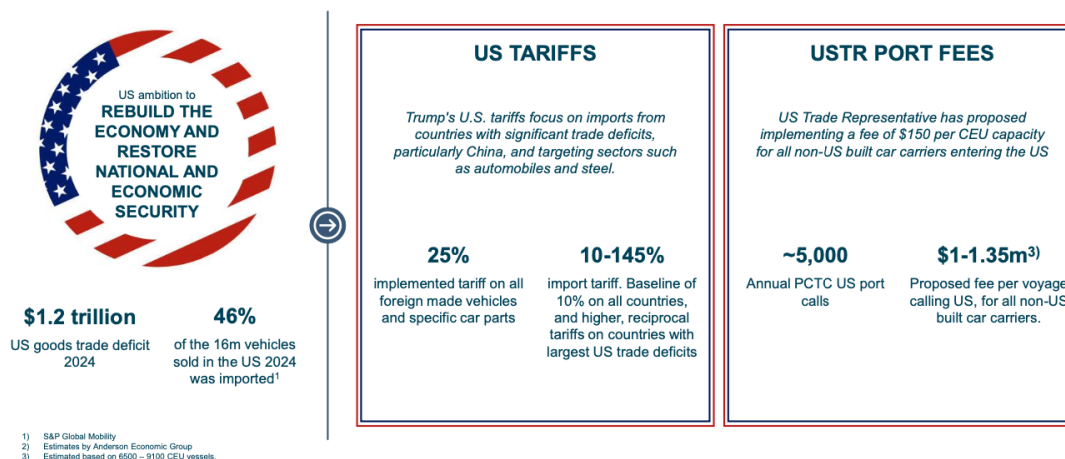 US ambition to
REBUILD THE
ECONOMY AND
RESTORE
NATIONAL AND
ECONOMIC
SECURITY
$1.2 trillion
US goods trade deficit
2024
46%
of the 16m vehicles
sold in the US 2024
was imported1
US TARIFFS
Trump's U.S. tariffs focus on imports from
countries with significant trade deficits,
particularly China, and targeting sectors such
as automobiles and steel.
25%
implemented tariff on all
foreign made vehicles
and specific car parts
10-145%
import tariff. Baseline of
10% on all countries,
and higher, reciprocal
tariffs on countries with
largest US trade deficits
USTR PORT FEES
US Trade Representative has proposed
implementing a fee of $150 per CEU capacity
for all non-US built car carriers entering the US
~5,000
Annual PCTC US port
calls
$1-1.35m3)
Proposed fee per voyage
calling US, for all non-US
built car carriers.
1) S&P Global Mobility
2) Estimates by Anderson Economic Group
3) Estimated based on 6500 – 9100 CEU vessels.